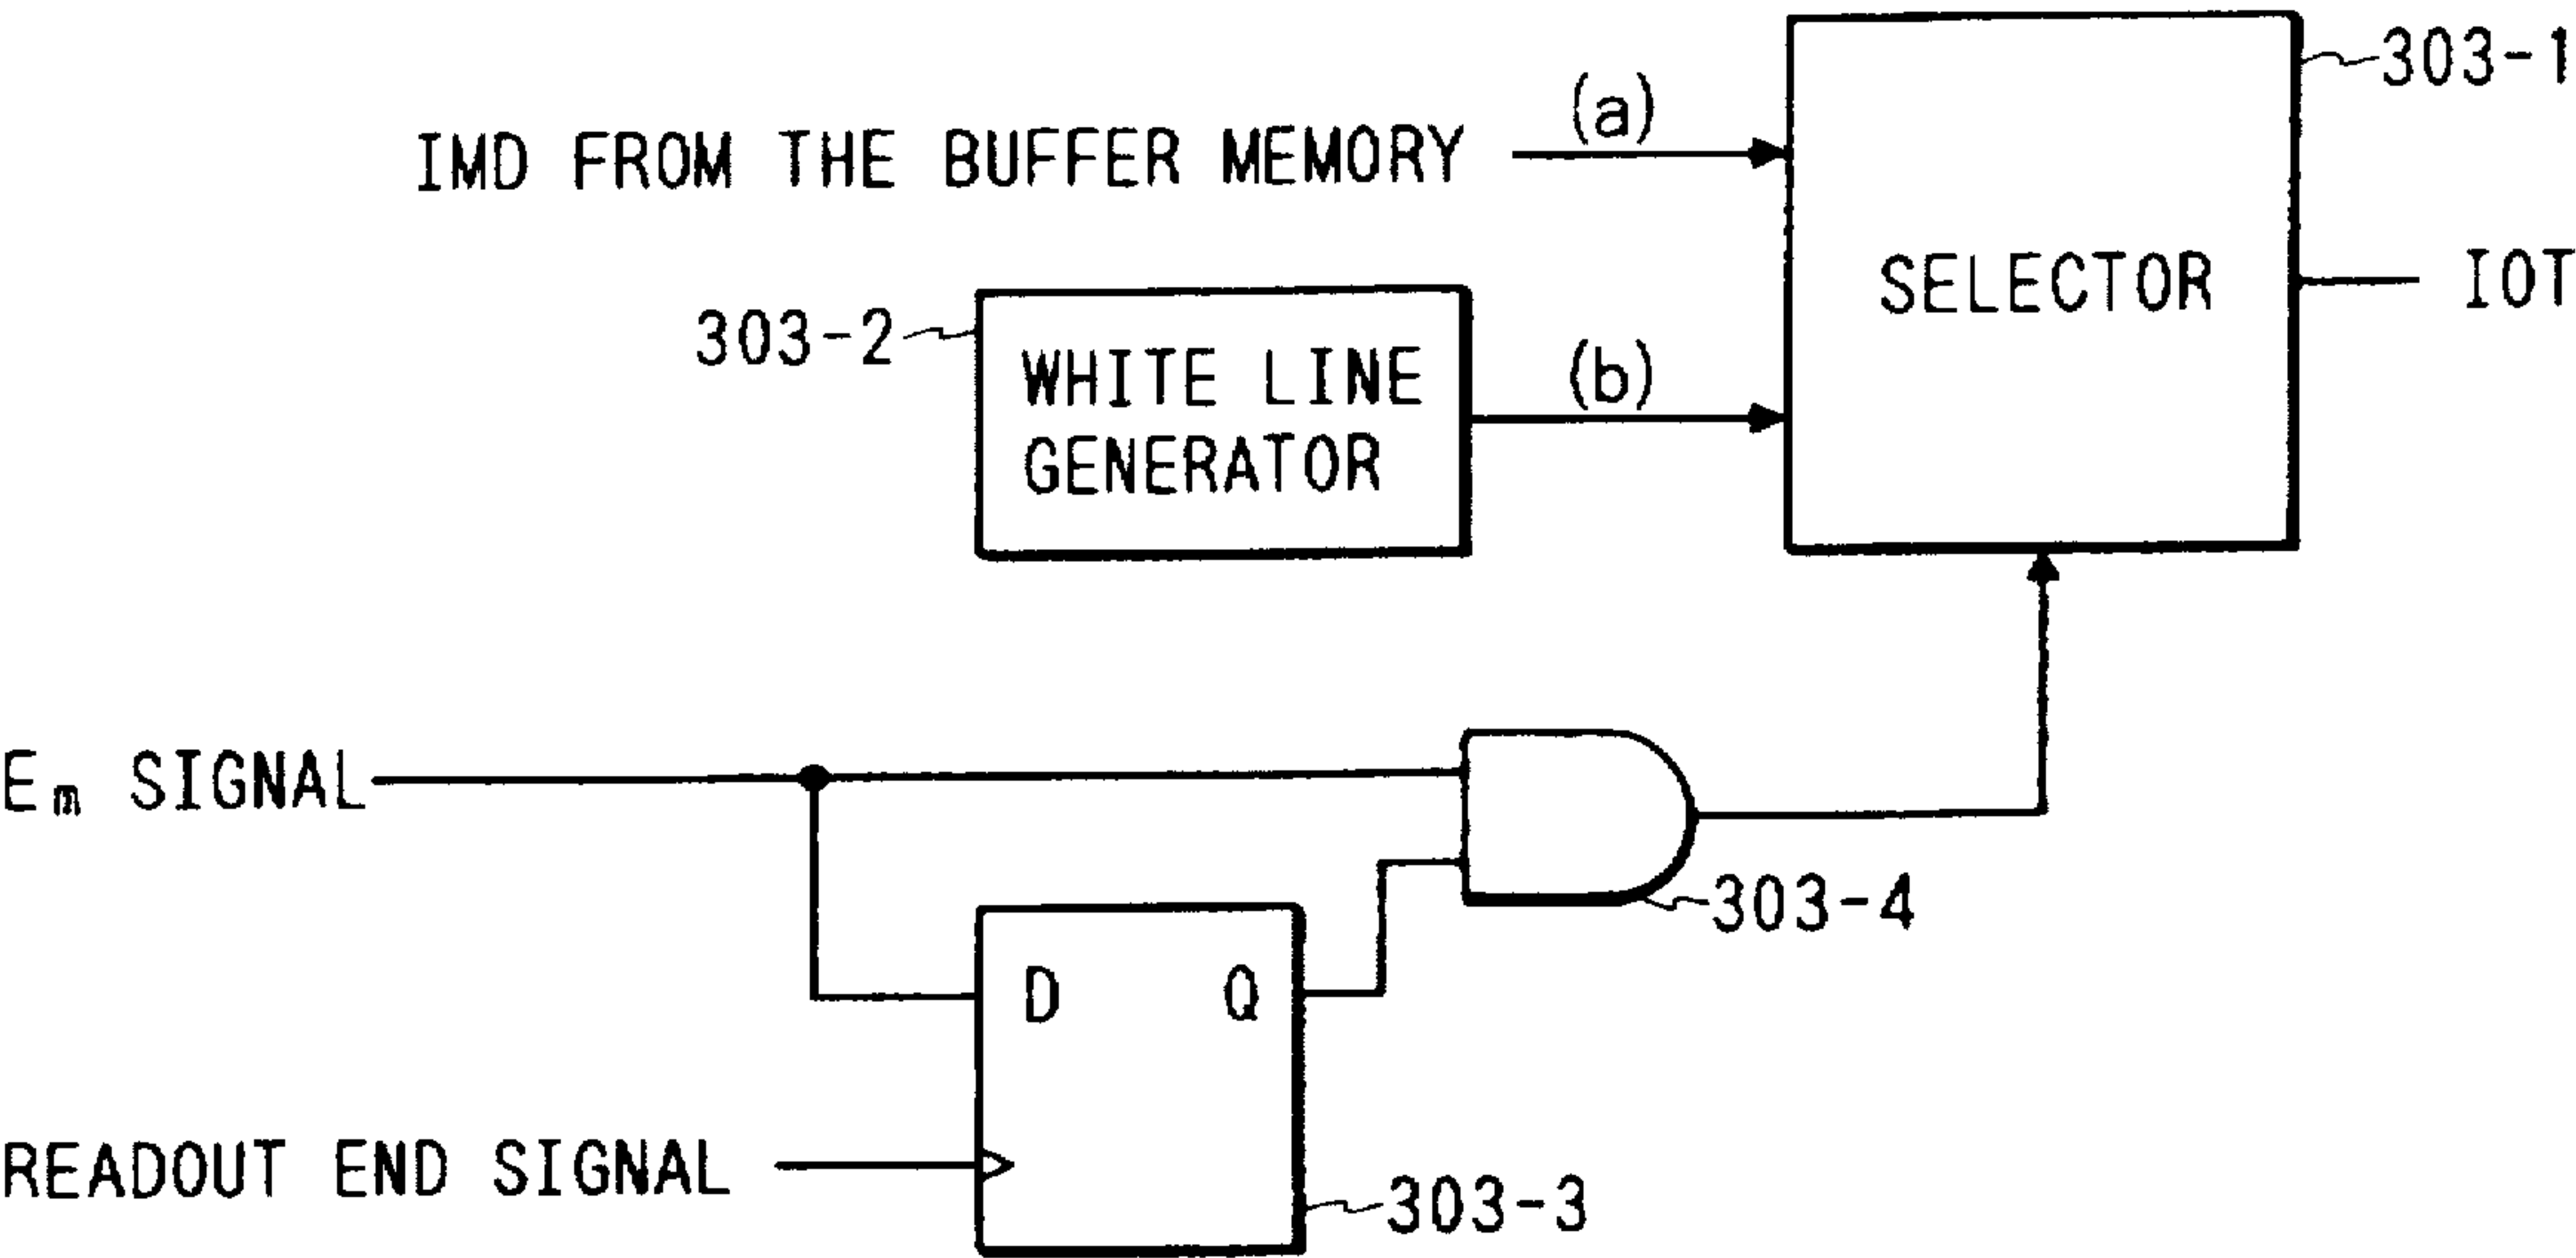 303-1
(a)
IMD FROM THE BUFFER MEMORY
SELECTOR
IOT
303-2
WHITE LINE
GENERATOR
(b)
Em SIGNAL
303-4
D
Q
READOUT END SIGNAL
303-3